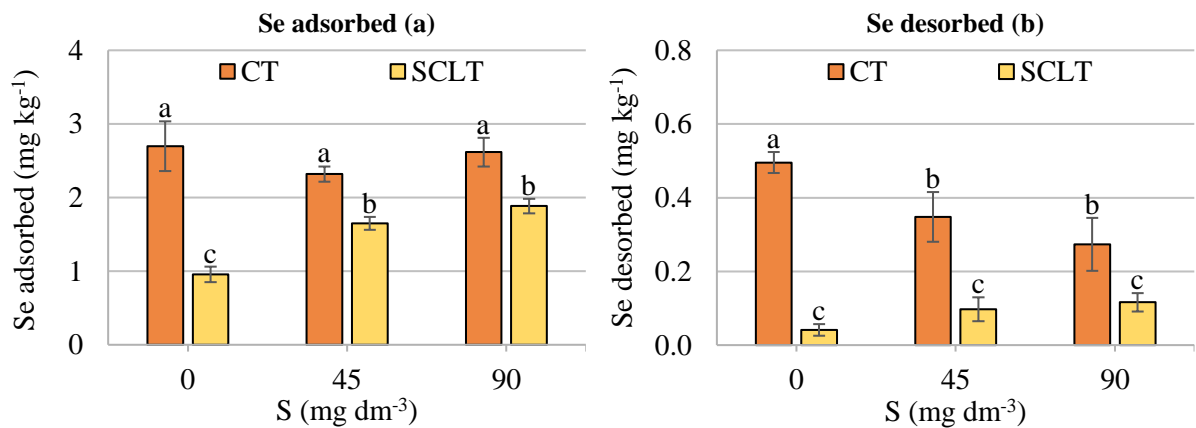 Se adsorbed (a)
Se adsorbed (mg kg⁻¹)
4
3
2
1
0
CT
SCLT
a
c
a
b
a
b
0
45
90
S (mg dm⁻³)
Se desorbed (b)
Se desorbed (mg kg⁻¹)
0.8
0.6
0.4
0.2
0.0
CT
SCLT
a
c
b
c
b
c
0
45
90
S (mg dm⁻³)